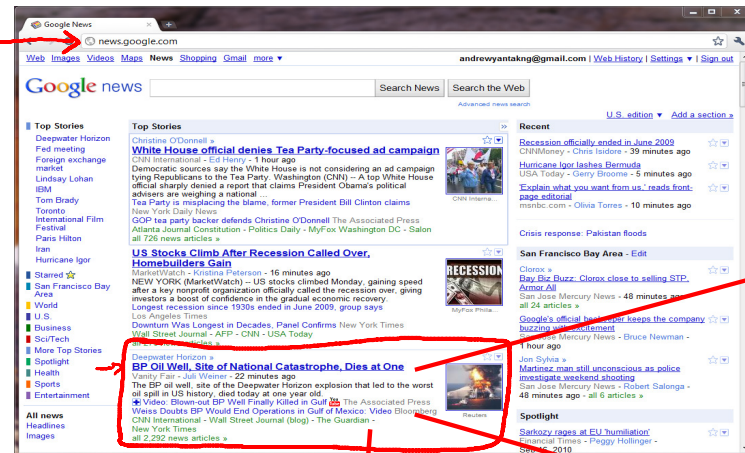 Google News
news.google.com
Web Images Videos Maps News Shopping Gmail more ▼
andrewyantakng@gmail.com | Web History | Settings ▼ | Sign out
Google news
Search News
Search the Web
Advanced news search
U.S. edition ▼ Add a section »
Top Stories
Deepwater Horizon
Fed meeting
Foreign exchange
market
Lindsay Lohan
IBM
Tom Brady
Toronto
International Film
Festival
Paris Hilton
Iran
Hurricane Igor
Starred
San Francisco Bay
Area
World
U.S.
Business
Sci/Tech
More Top Stories
Spotlight
Health
Sports
Entertainment
All news
Headlines
Images
Top Stories »
Christine O'Donnell »
White House official denies Tea Party-focused ad campaign
CNN International - Ed Henry - 1 hour ago
Democratic sources say the White House is not considering an ad campaign
tying Republicans to the Tea Party. Washington (CNN) -- A top White House
official sharply denied a report that claims President Obama's political
advisers are weighing a national ...
Tea Party is misplacing the blame, former President Bill Clinton claims
New York Daily News
GOP tea party backer defends Christine O'Donnell The Associated Press
Atlanta Journal Constitution - Politics Daily - MyFox Washington DC - Salon
all 726 news articles »
CNN Interna...
US Stocks Climb After Recession Called Over,
Homebuilders Gain
MarketWatch - Kristina Peterson - 16 minutes ago
NEW YORK (MarketWatch) -- US stocks climbed Monday, gaining speed
after a key nonprofit organization officially called the recession over, giving
investors a boost of confidence in the gradual economic recovery.
Longest recession since 1930s ended in June 2009, group says
Los Angeles Times
Downturn Was Longest in Decades, Panel Confirms New York Times
Wall Street Journal - AFP - CNN - USA Today
RECESSION
MyFox Phila...
Deepwater Horizon »
BP Oil Well, Site of National Catastrophe, Dies at One
Vanity Fair - Juli Weiner - 22 minutes ago
The BP oil well, site of the Deepwater Horizon explosion that led to the worst
oil spill in US history, died today at one year old.
Video: Blown-out BP Well Finally Killed in Gulf The Associated Press
Weiss Doubts BP Would End Operations in Gulf of Mexico: Video Bloomberg
CNN International - Wall Street Journal (blog) - The Guardian -
New York Times
all 2,292 news articles »
Reuters
Recent
Recession officially ended in June 2009
CNNMoney - Chris Isidore - 39 minutes ago
Hurricane Igor lashes Bermuda
USA Today - Gerry Broome - 5 minutes ago
'Explain what you want from us,' reads front-
page editorial
msnbc.com - Olivia Torres - 10 minutes ago
Crisis response: Pakistan floods
San Francisco Bay Area - Edit
Clorox »
Bay Biz Buzz: Clorox close to selling STP,
Armor All
San Jose Mercury News - 48 minutes ago
all 24 articles »
Google's official beekeeper keeps the company
buzzing with excitement
San Jose Mercury News - Bruce Newman -
1 hour ago
Jon Sylvia »
Martinez man still unconscious as police
investigate weekend shooting
San Jose Mercury News - Robert Salonga -
48 minutes ago - all 6 articles »
Spotlight
Sarkozy rages at EU 'humiliation'
Financial Times - Peggy Hollinger -
Sep 15, 2010